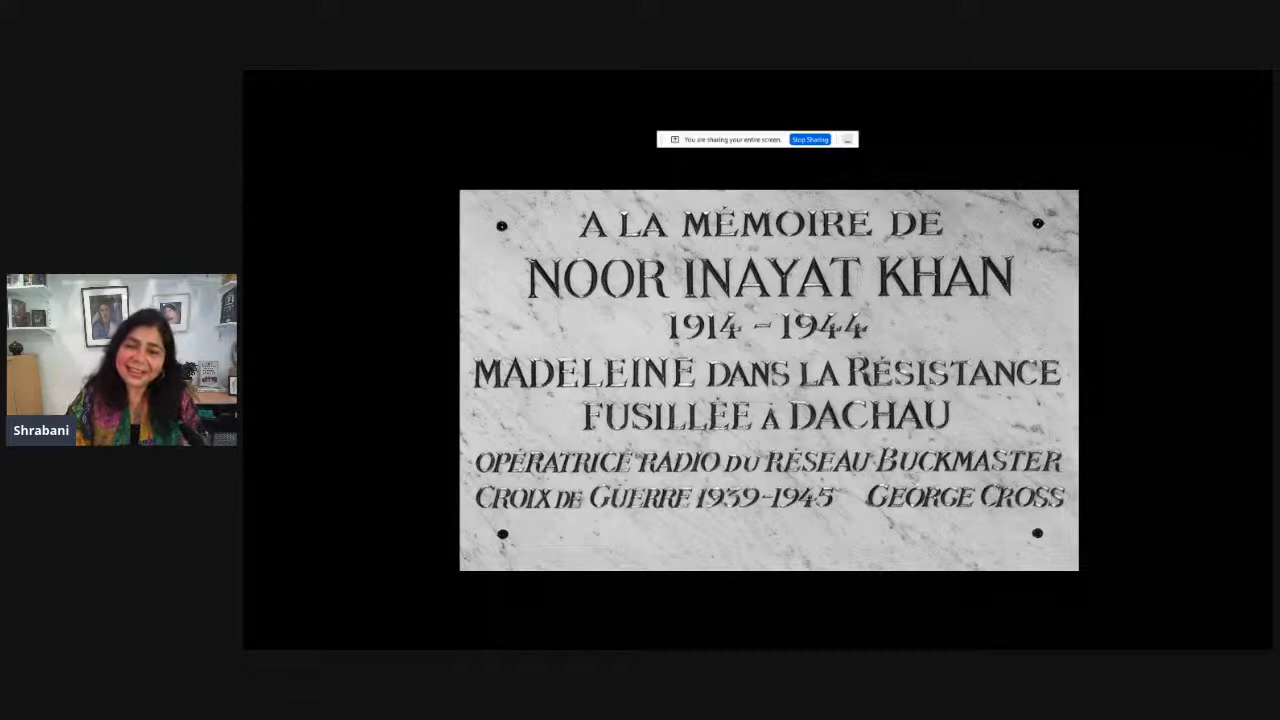 You are sharing your entire screen. Stop Sharing
A LA MÉMOIRE DE
NOOR INAYAT KHAN
1914 - 1944
MADELEINE DANS LA RÉSISTANCE
FUSILLÉE À DACHAU
OPÉRATRICE RADIO DU RÉSEAU BUCKMASTER
CROIX DE GUERRE 1939-1945 GEORGE CROSS
Shrabani